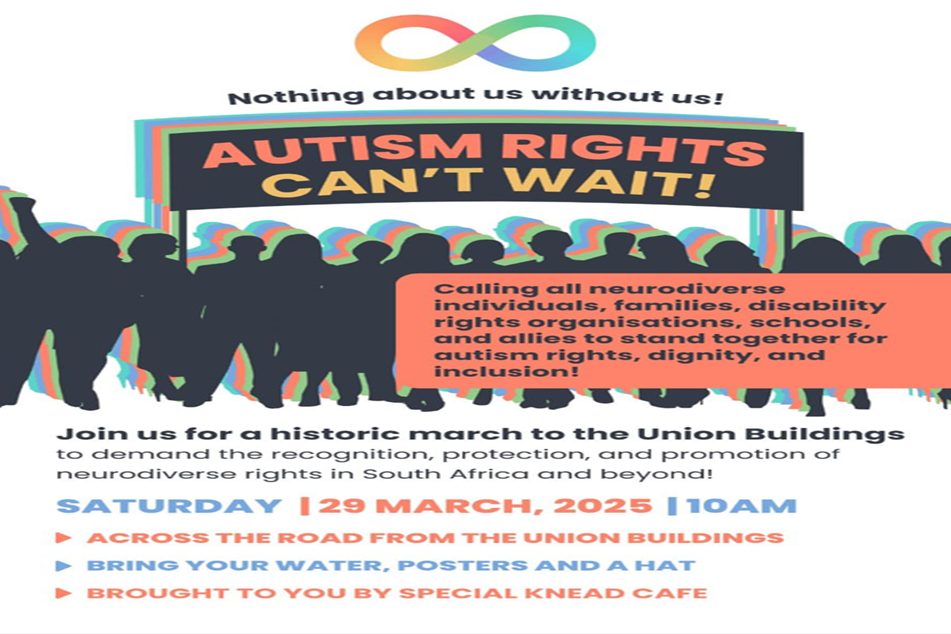 Nothing about us without us!
AUTISM RIGHTS
CAN'T WAIT!
Calling all neurodiverse
individuals, families, disability
rights organisations, schools,
and allies to stand together for
autism rights, dignity, and
inclusion!
Join us for a historic march to the Union Buildings
to demand the recognition, protection, and promotion of
neurodiverse rights in South Africa and beyond!
SATURDAY | 29 MARCH, 2025 | 10AM
ACROSS THE ROAD FROM THE UNION BUILDINGS
BRING YOUR WATER, POSTERS AND A HAT
BROUGHT TO YOU BY SPECIAL KNEAD CAFE